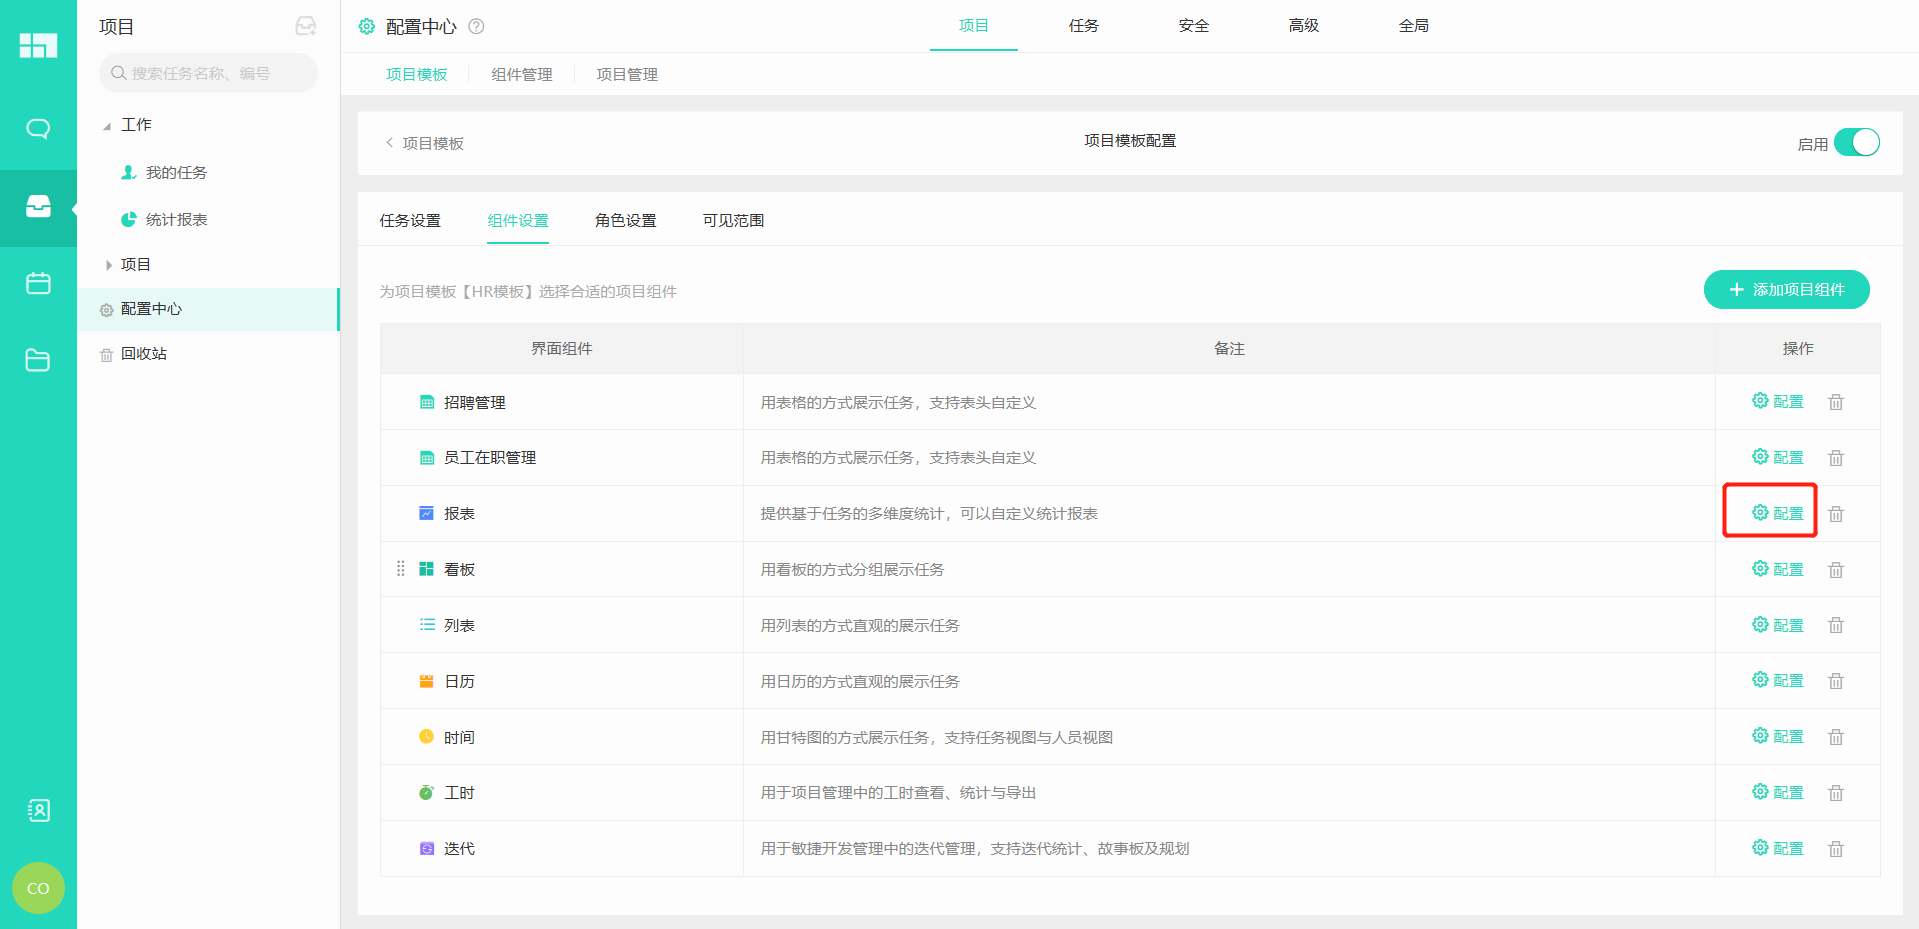 项目
搜索任务名称、编号
工作
我的任务
统计报表
项目
配置中心
回收站
CO
配置中心
项目 任务 安全 高级 全局
项目模板 组件管理 项目管理
项目模板
项目模板配置
启用
任务设置 组件设置 角色设置 可见范围
为项目模板【HR模板】选择合适的项目组件
添加项目组件
界面组件 备注 操作
招聘管理 用表格的方式展示任务，支持表头自定义 配置
员工在职管理 用表格的方式展示任务，支持表头自定义 配置
报表 提供基于任务的多维度统计，可以自定义统计报表 配置
看板 用看板的方式分组展示任务 配置
列表 用列表的方式直观的展示任务 配置
日历 用日历的方式直观的展示任务 配置
时间 用甘特图的方式展示任务，支持任务视图与人员视图 配置
工时 用于项目管理中的工时查看、统计与导出 配置
迭代 用于敏捷开发管理中的迭代管理，支持迭代统计、故事板及规划 配置